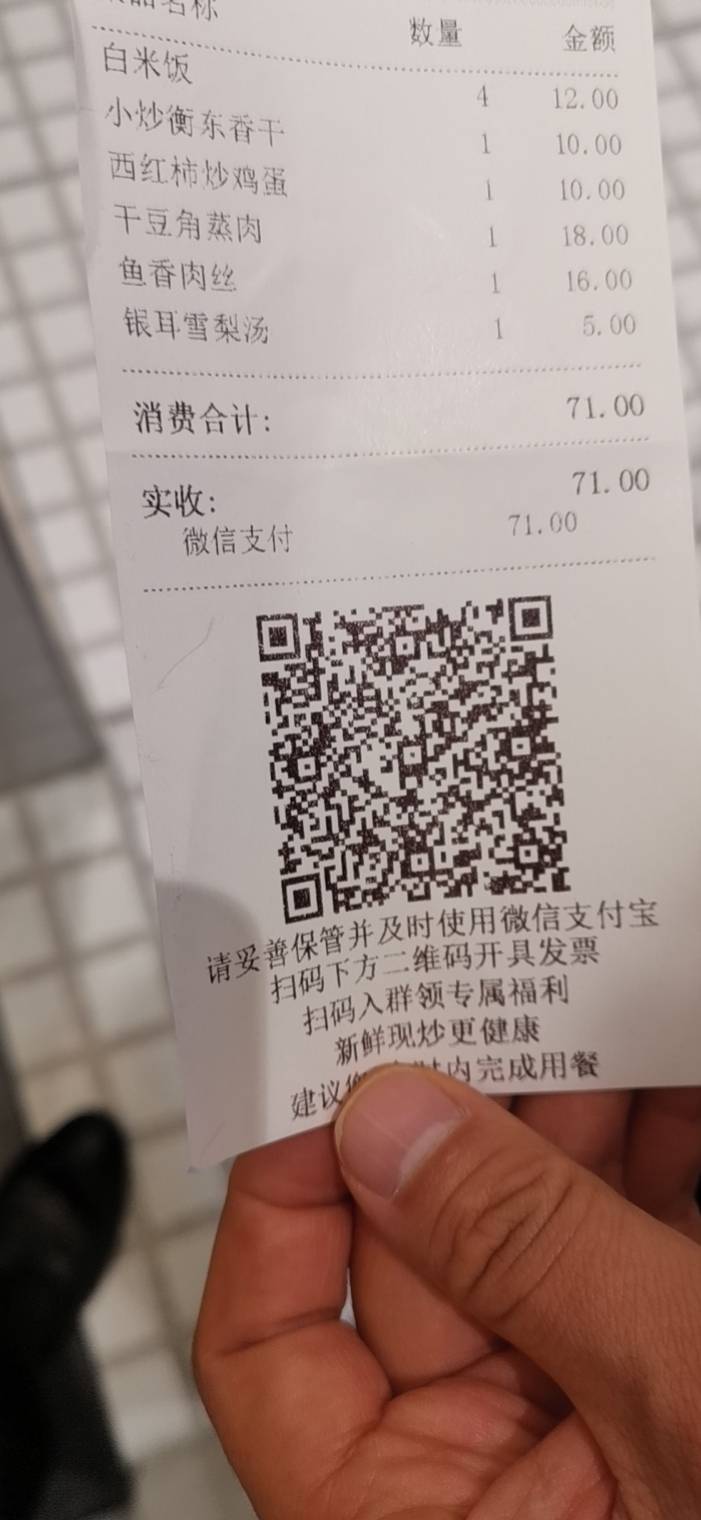 品名称 数量 金额
白米饭 4 12.00
小炒衡东香干 1 10.00
西红柿炒鸡蛋 1 10.00
干豆角蒸肉 1 18.00
鱼香肉丝 1 16.00
银耳雪梨汤 1 5.00
消费合计: 71.00
实收: 71.00
微信支付 71.00
请妥善保管并及时使用微信支付宝
扫码下方二维码开具发票
扫码入群领专属福利
新鲜现炒更健康
建议 内完成用餐